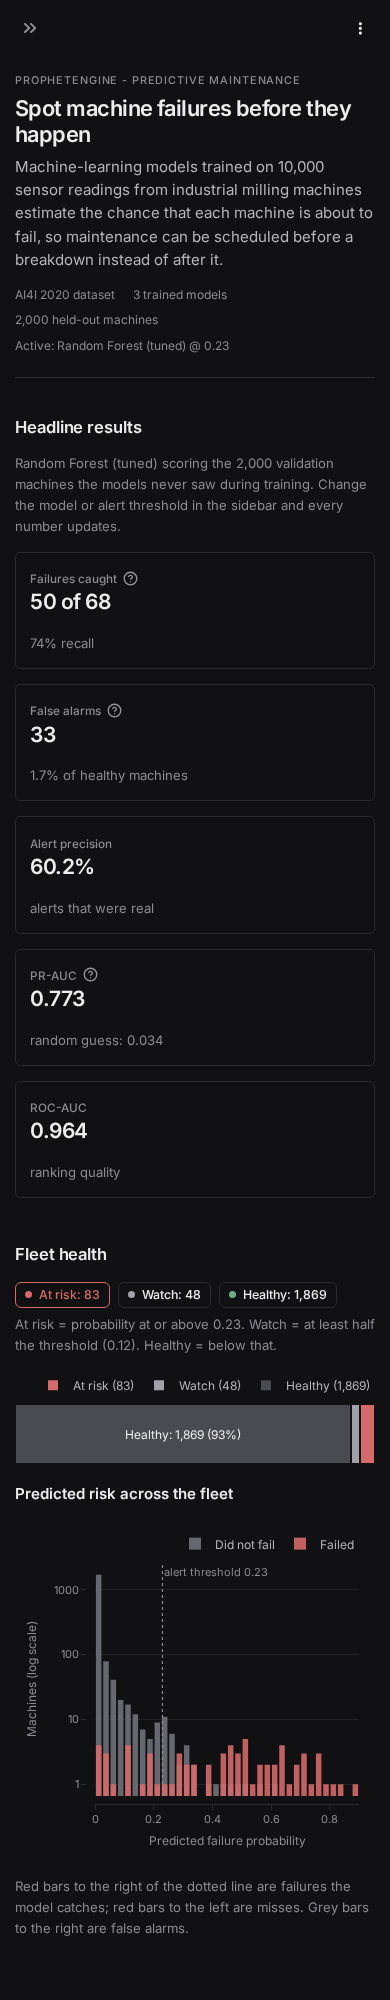 PROPHETENGINE - PREDICTIVE MAINTENANCE
Spot machine failures before they
happen
Machine-learning models trained on 10,000
sensor readings from industrial milling machines
estimate the chance that each machine is about to
fail, so maintenance can be scheduled before a
breakdown instead of after it.
AI4I 2020 dataset 3 trained models
2,000 held-out machines
Active: Random Forest (tuned) @ 0.23
Headline results
Random Forest (tuned) scoring the 2,000 validation
machines the models never saw during training. Change
the model or alert threshold in the sidebar and every
number updates.
Failures caught
50 of 68
74% recall
False alarms
33
1.7% of healthy machines
Alert precision
60.2%
alerts that were real
PR-AUC
0.773
random guess: 0.034
ROC-AUC
0.964
ranking quality
Fleet health
At risk: 83 Watch: 48 Healthy: 1,869
At risk = probability at or above 0.23. Watch = at least half
the threshold (0.12). Healthy = below that.
At risk (83) Watch (48) Healthy (1,869)
Healthy: 1,869 (93%)
Predicted risk across the fleet
Did not fail Failed
alert threshold 0.23
Machines (log scale)
1000
100
10
1
0 0.2 0.4 0.6 0.8
Predicted failure probability
Red bars to the right of the dotted line are failures the
model catches; red bars to the left are misses. Grey bars
to the right are false alarms.